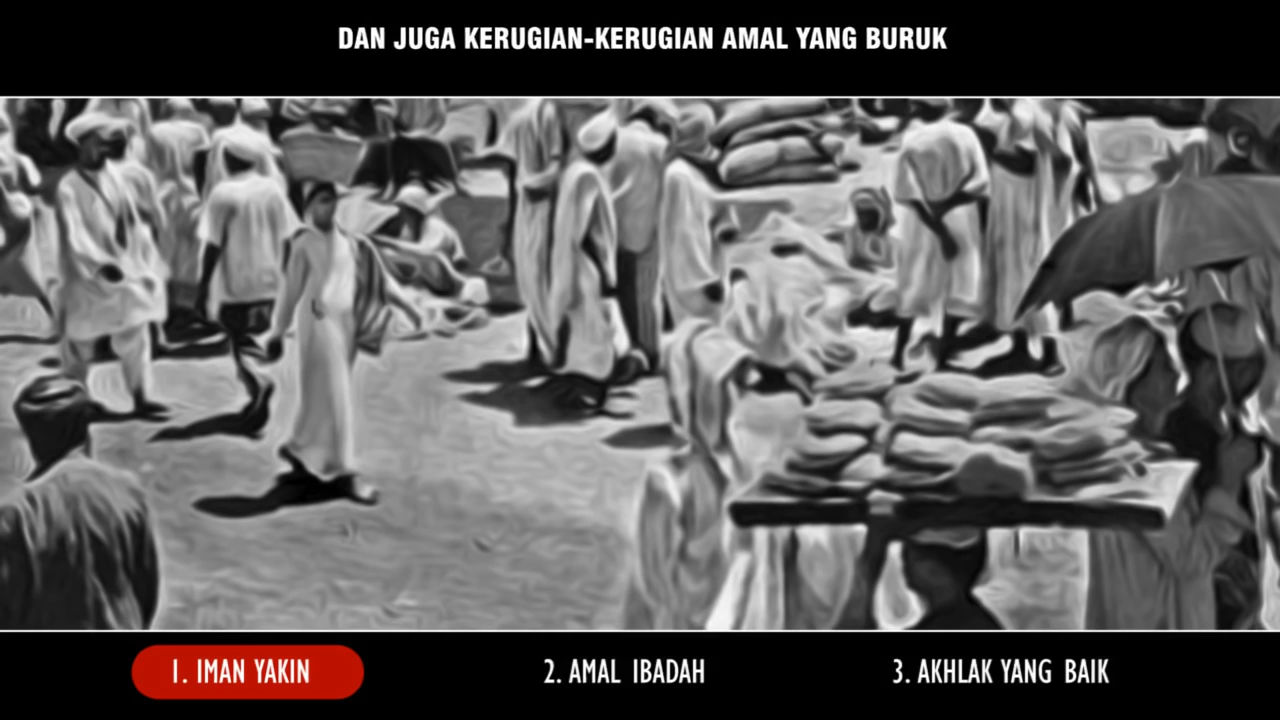 DAN JUGA KERUGIAN-KERUGIAN AMAL YANG BURUK
1. IMAN YAKIN
2. AMAL IBADAH
3. AKHLAK YANG BAIK